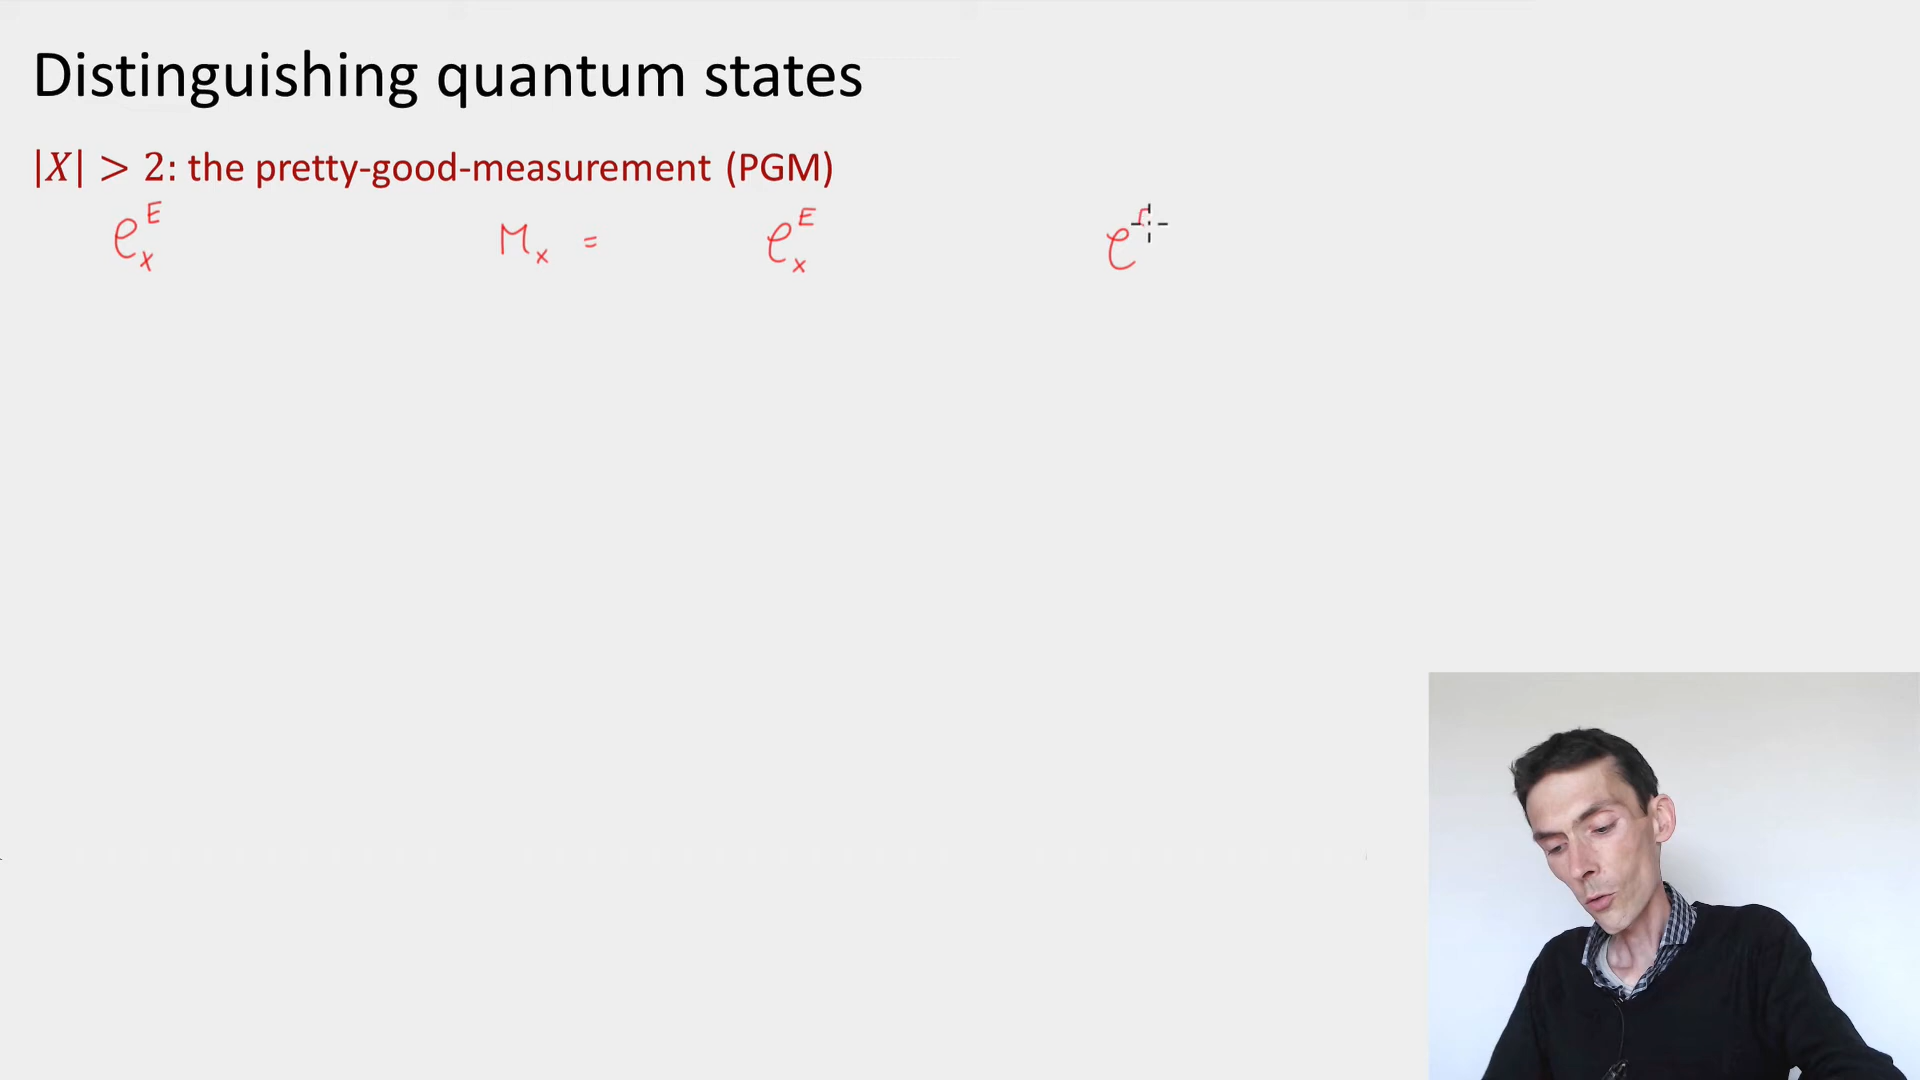 Distinguishing quantum states
|X| > 2: the pretty-good-measurement (PGM)
ρ_x^E M_x = ρ_x^E ρ